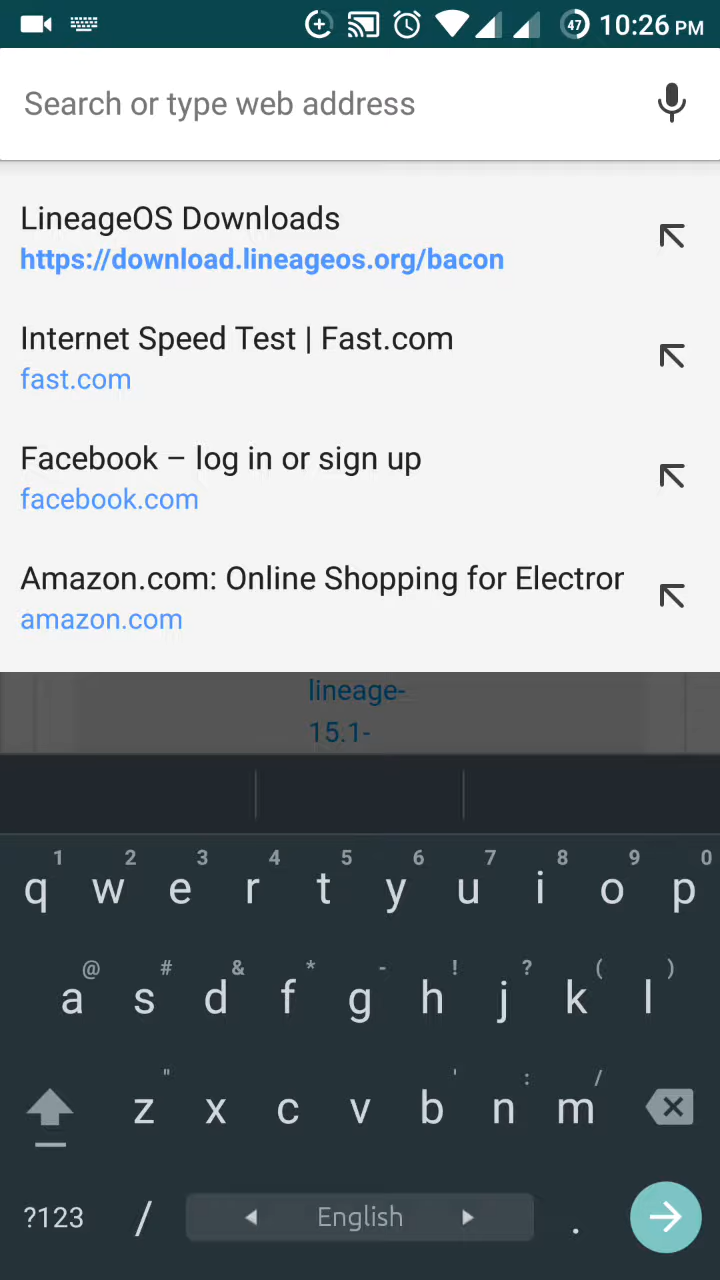 47 10:26 PM
Search or type web address
LineageOS Downloads
https://download.lineageos.org/bacon
Internet Speed Test | Fast.com
fast.com
Facebook – log in or sign up
facebook.com
Amazon.com: Online Shopping for Electror
amazon.com
lineage-
15.1-
1 2 3 4 5 6 7 8 9 0
q w e r t y u i o p
@ # & * - ! ? ( )
a s d f g h j k l
" ' : /
z x c v b n m
?123 / English .